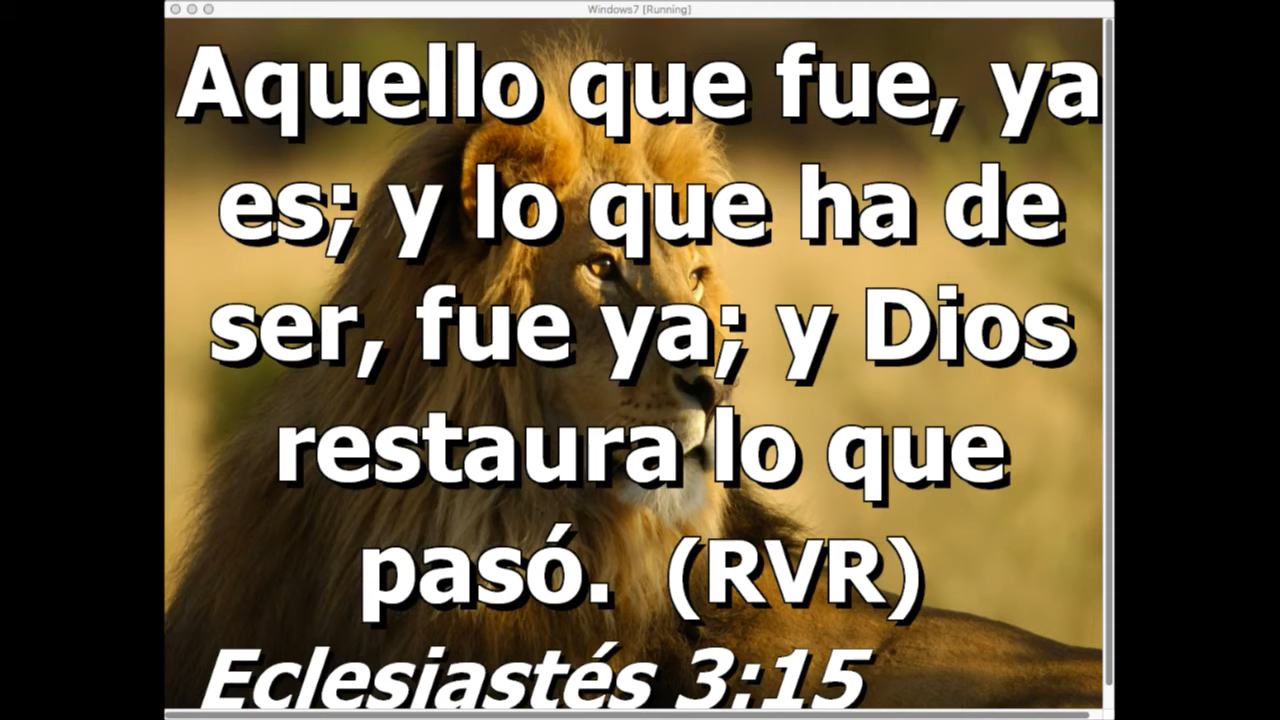 Windows7 [Running]
Aquello que fue, ya
es; y lo que ha de
ser, fue ya; y Dios
restaura lo que
pasó. (RVR)
Eclesiastés 3:15